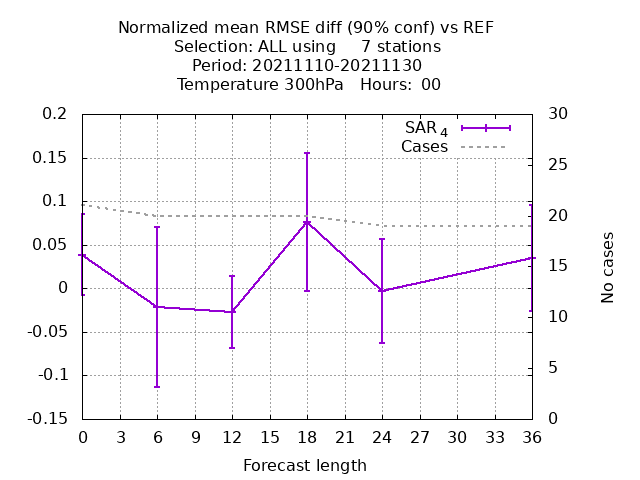 Normalized mean RMSE diff (90% conf) vs REF
Selection: ALL using     7 stations
Period: 20211110-20211130
Temperature 300hPa   Hours:  00
SAR 4
Cases
0.2
0.15
0.1
0.05
0
-0.05
-0.1
-0.15
30
25
20
15
10
5
0
No cases
0 3 6 9 12 15 18 21 24 27 30 33 36
Forecast length